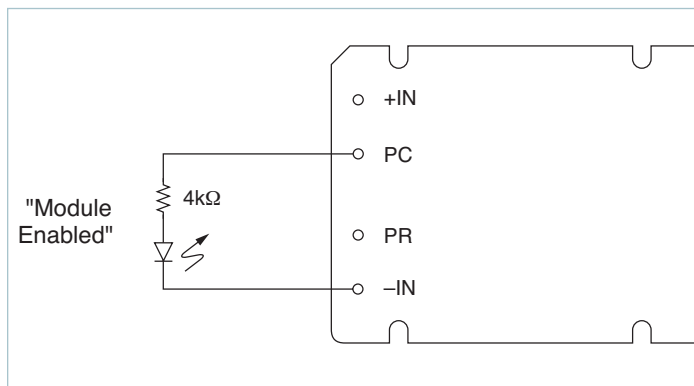 +IN
PC
4kΩ
"Module
Enabled"
PR
–IN